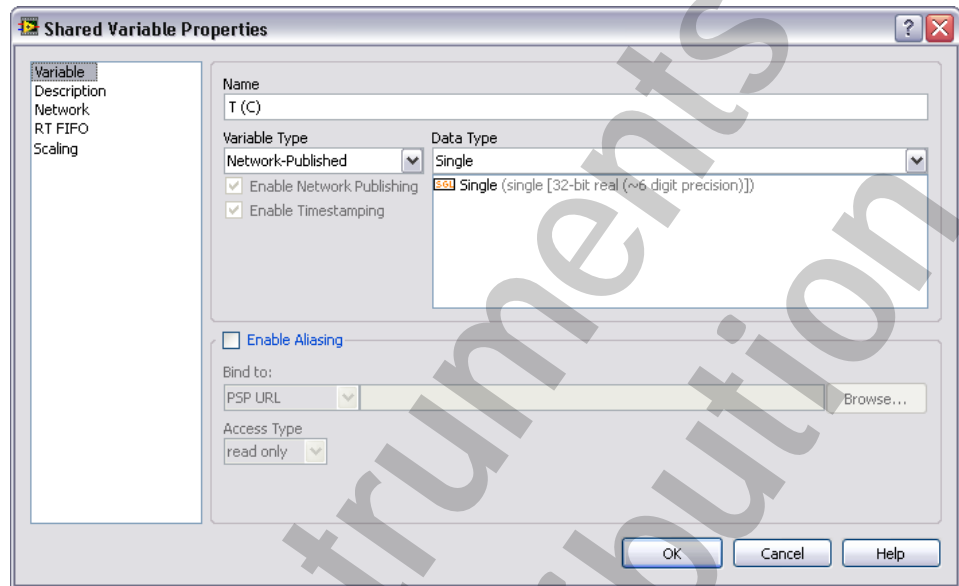 Shared Variable Properties
Variable
Description
Network
RT FIFO
Scaling
Name
T (C)
Variable Type
Data Type
Network-Published
Single
Enable Network Publishing
Enable Timestamping
SGL Single (single [32-bit real (~6 digit precision)])
Enable Aliasing
Bind to:
PSP URL
Browse...
Access Type
read only
OK
Cancel
Help